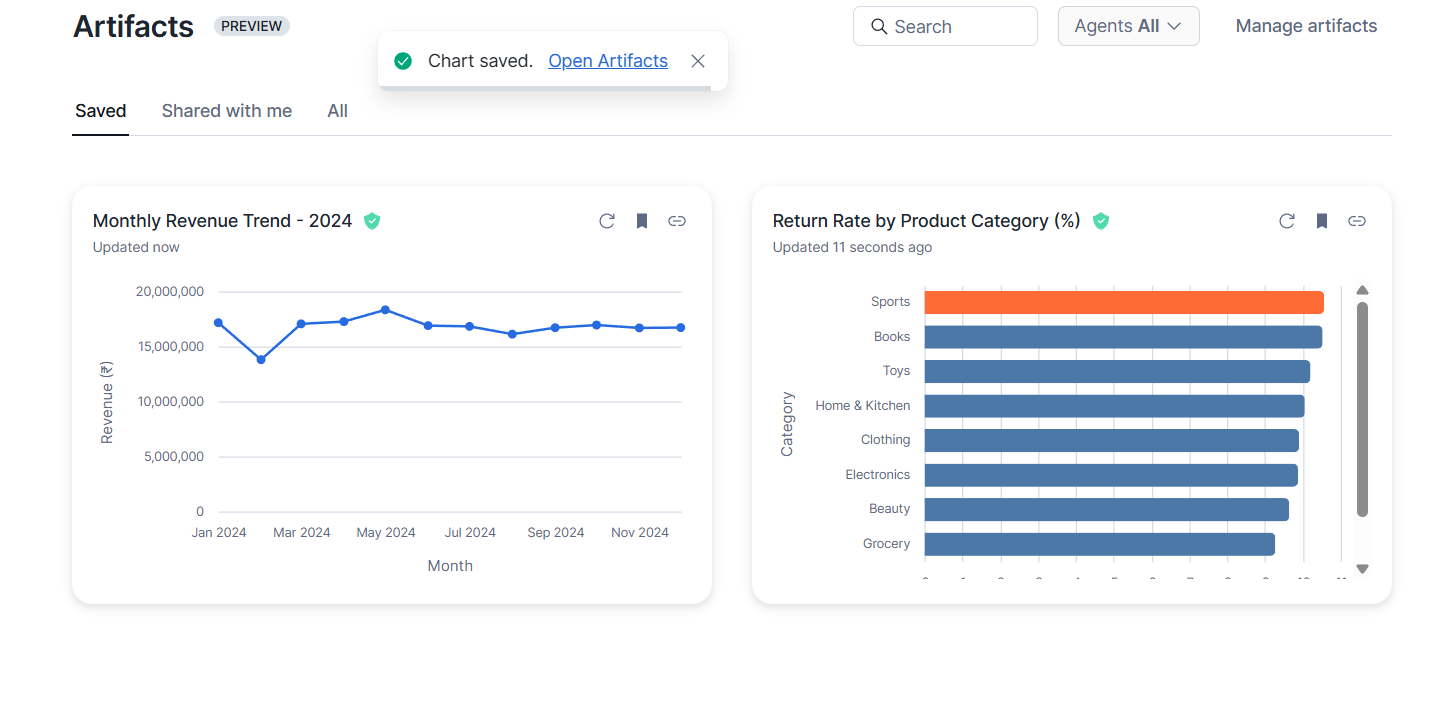 Artifacts PREVIEW
Search
Agents All
Manage artifacts
Chart saved. Open Artifacts
Saved
Shared with me
All
Monthly Revenue Trend - 2024
Updated now
Revenue (₹)
20,000,000
15,000,000
10,000,000
5,000,000
0
Jan 2024
Mar 2024
May 2024
Jul 2024
Sep 2024
Nov 2024
Month
Return Rate by Product Category (%)
Updated 11 seconds ago
Category
Sports
Books
Toys
Home & Kitchen
Clothing
Electronics
Beauty
Grocery